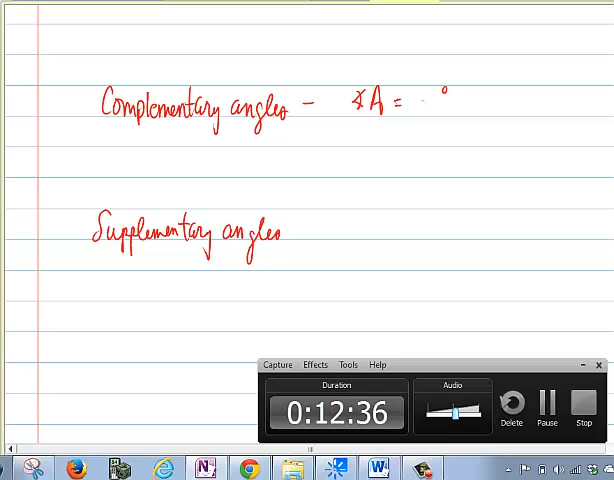 Complementary angles - ∡A = °
Supplementary angles
Capture Effects Tools Help
Duration Audio
0:12:36
Delete Pause Stop